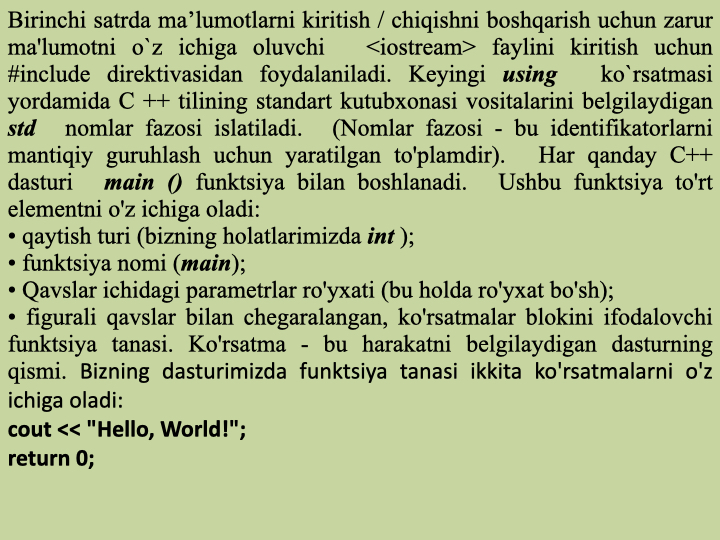 Birinchi satrda ma’lumotlarni kiritish / chiqishni boshqarish uchun zarur
ma'lumotni o`z ichiga oluvchi <iostream> faylini kiritish uchun
#include direktivasidan foydalaniladi. Keyingi using ko`rsatmasi
yordamida C ++ tilining standart kutubxonasi vositalarini belgilaydigan
std nomlar fazosi islatiladi. (Nomlar fazosi - bu identifikatorlarni
mantiqiy guruhlash uchun yaratilgan to'plamdir). Har qanday C++
dasturi main () funktsiya bilan boshlanadi. Ushbu funktsiya to'rt
elementni o'z ichiga oladi:
• qaytish turi (bizning holatlarimizda int );
• funktsiya nomi (main);
• Qavslar ichidagi parametrlar ro'yxati (bu holda ro'yxat bo'sh);
• figurali qavslar bilan chegaralangan, ko'rsatmalar blokini ifodalovchi
funktsiya tanasi. Ko'rsatma - bu harakatni belgilaydigan dasturning
qismi. Bizning dasturimizda funktsiya tanasi ikkita ko'rsatmalarni o'z
ichiga oladi:
cout << "Hello, World!";
return 0;